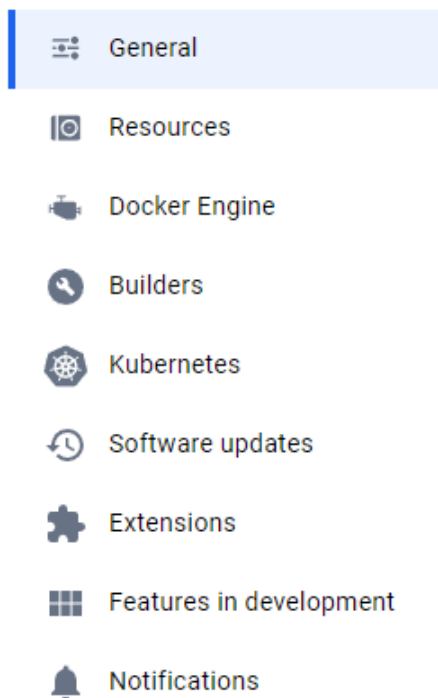 General
Resources
Docker Engine
Builders
Kubernetes
Software updates
Extensions
Features in development
Notifications